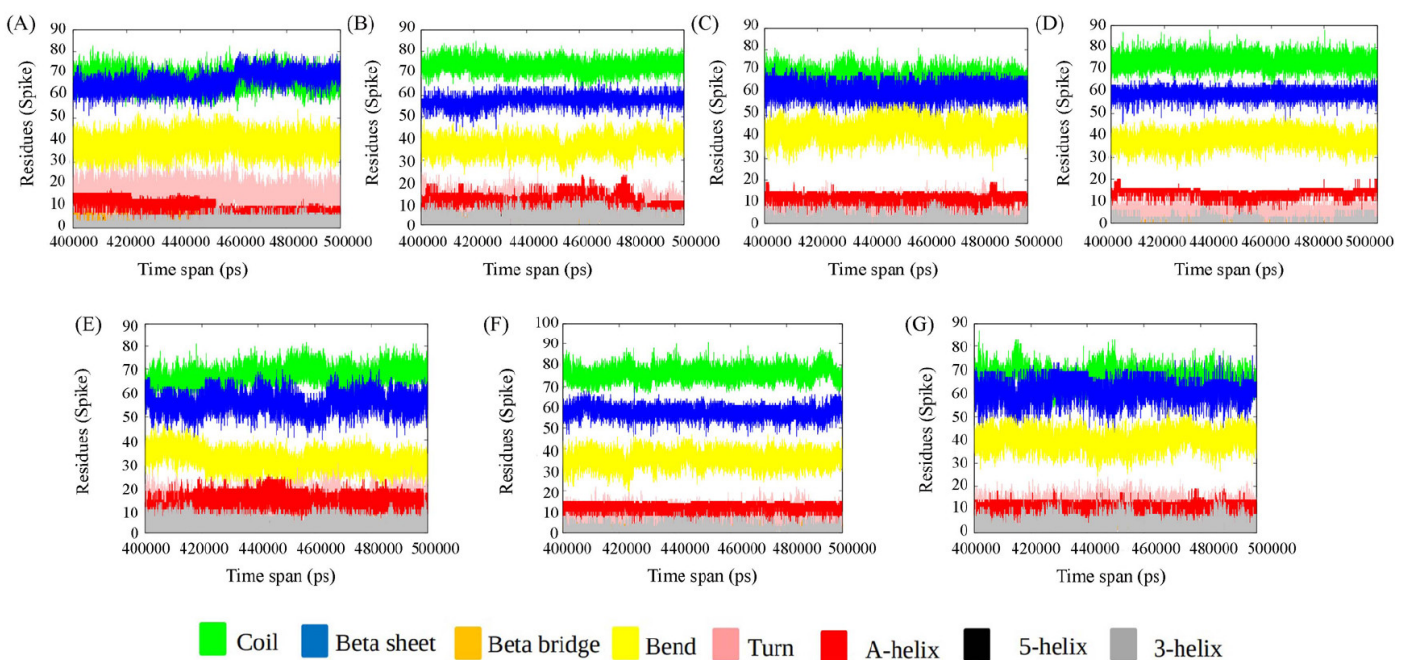 (A) (B) (C) (D)
90 80 70 60 50 40 30 20 10 0
Residues (Spike)
400000 420000 440000 460000 480000 500000
Time span (ps)
90 80 70 60 50 40 30 20 10 0
Residues (Spike)
400000 420000 440000 460000 480000 500000
Time span (ps)
90 80 70 60 50 40 30 20 10 0
Residues (Spike)
400000 420000 440000 460000 480000 500000
Time span (ps)
90 80 70 60 50 40 30 20 10 0
Residues (Spike)
400000 420000 440000 460000 480000 500000
Time span (ps)
(E) (F) (G)
90 80 70 60 50 40 30 20 10 0
Residues (Spike)
400000 420000 440000 460000 480000 500000
Time span (ps)
100 90 80 70 60 50 40 30 20 10 0
Residues (Spike)
400000 420000 440000 460000 480000 500000
Time span (ps)
90 80 70 60 50 40 30 20 10 0
Residues (Spike)
400000 420000 440000 460000 480000 500000
Time span (ps)
Coil Beta sheet Beta bridge Bend Turn A-helix 5-helix 3-helix